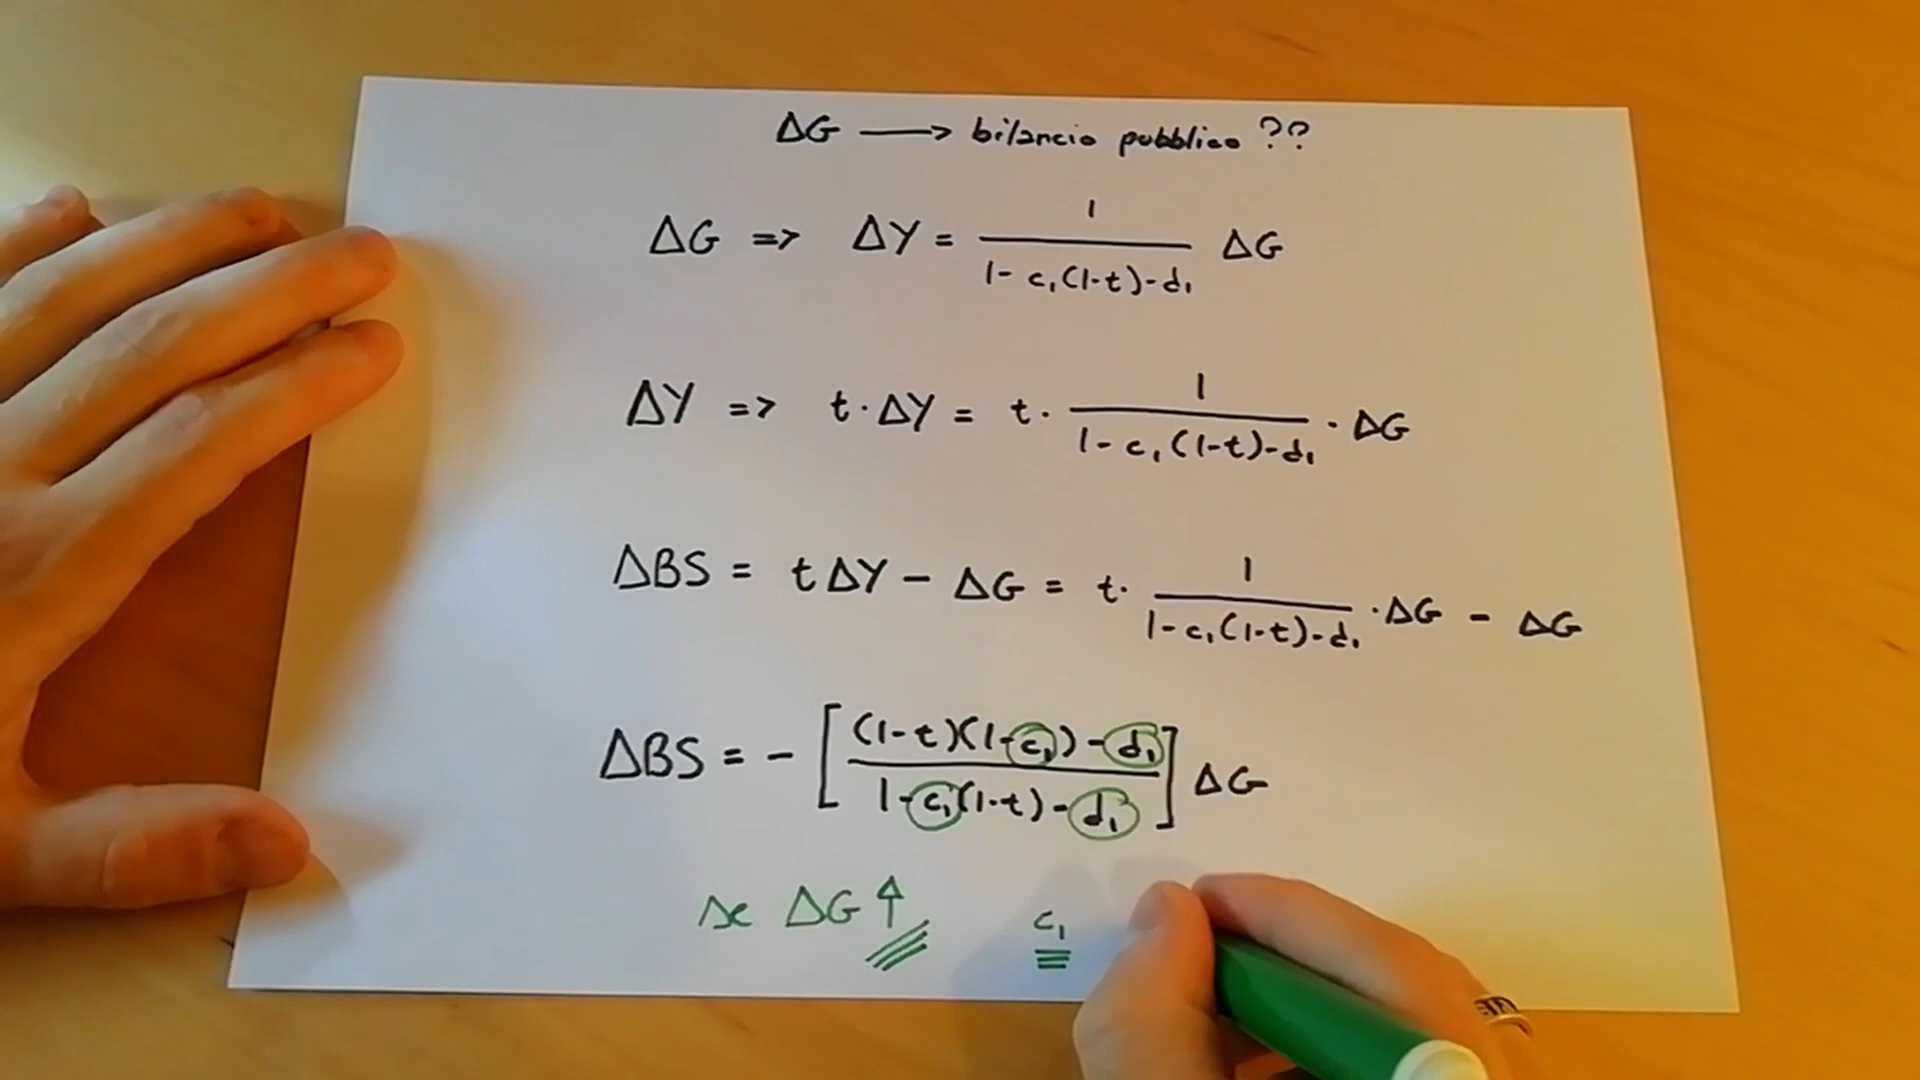 ΔG ⟶ bilancio pubblico ??
ΔG => ΔY = 1 / (1 - c₁(1-t) - d₁) ΔG
ΔY => t · ΔY = t · 1 / (1 - c₁(1-t) - d₁) · ΔG
ΔBS = tΔY - ΔG = t · 1 / (1 - c₁(1-t) - d₁) · ΔG - ΔG
ΔBS = - [(1-t)(1-c₁) - d₁ / 1 - c₁(1-t) - d₁] ΔG
se ΔG ↑ c₁